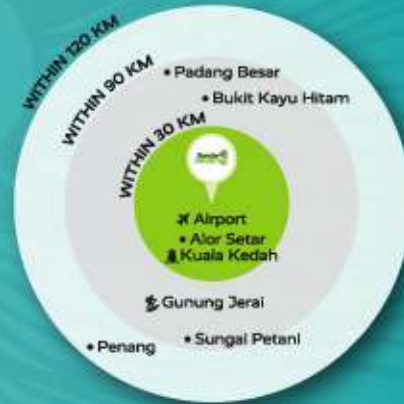 WITHIN 120 KM
WITHIN 90 KM
WITHIN 30 KM
• Padang Besar
• Bukit Kayu Hitam
Airport
• Alor Setar
Kuala Kedah
Gunung Jerai
• Sungai Petani
• Penang